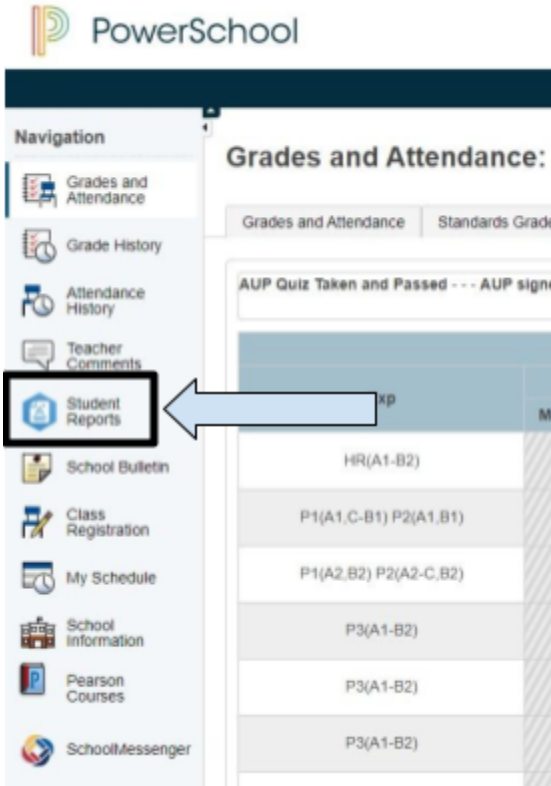 PowerSchool
Navigation
Grades and
Attendance
Grade History
Attendance
History
Teacher
Comments
Student
Reports
School Bulletin
Class
Registration
My Schedule
School
Information
Pearson
Courses
SchoolMessenger
Grades and Attendance:
Grades and Attendance
Standards Grade
AUP Quiz Taken and Passed - - - AUP signe
xp
M
HR(A1-B2)
P1(A1,C-B1) P2(A1,B1)
P1(A2,B2) P2(A2-C,B2)
P3(A1-B2)
P3(A1-B2)
P3(A1-B2)